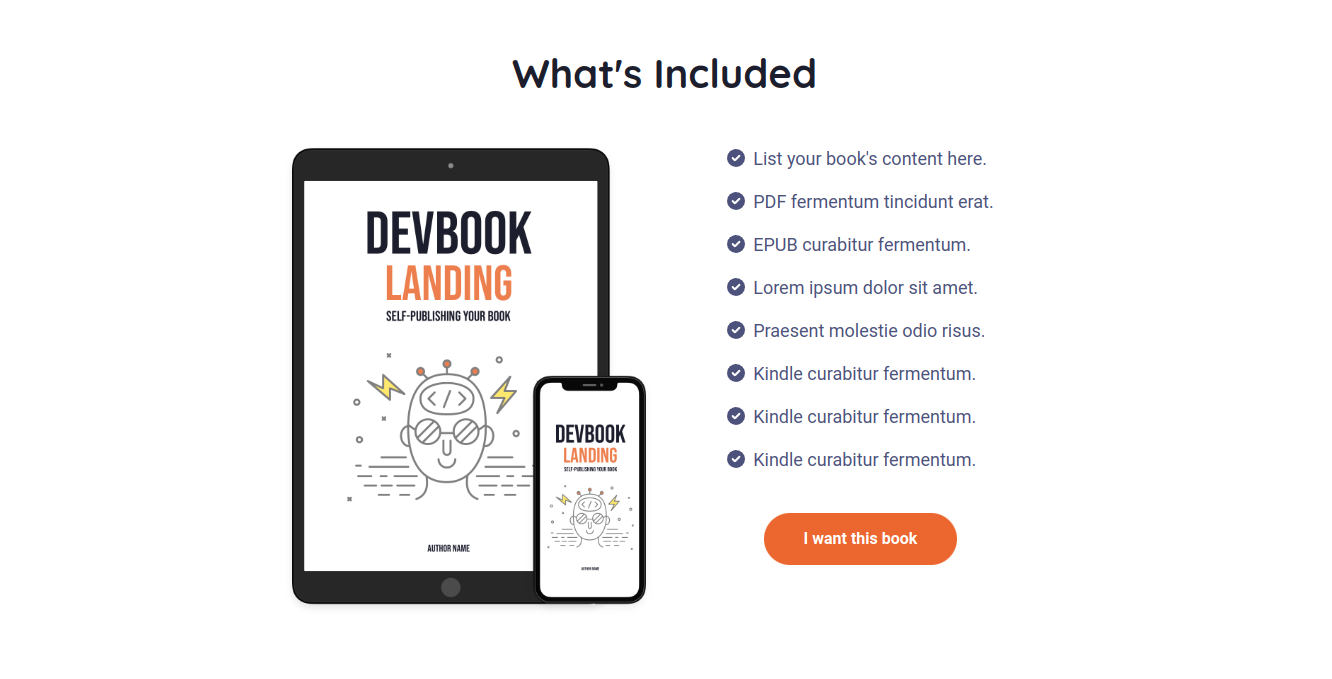 What's Included
DEVBOOK
LANDING
SELF-PUBLISHING YOUR BOOK
</>
AUTHOR NAME
DEVBOOK
LANDING
SELF-PUBLISHING YOUR BOOK
</>
AUTHOR NAME
List your book's content here.
PDF fermentum tincidunt erat.
EPUB curabitur fermentum.
Lorem ipsum dolor sit amet.
Praesent molestie odio risus.
Kindle curabitur fermentum.
Kindle curabitur fermentum.
Kindle curabitur fermentum.
I want this book